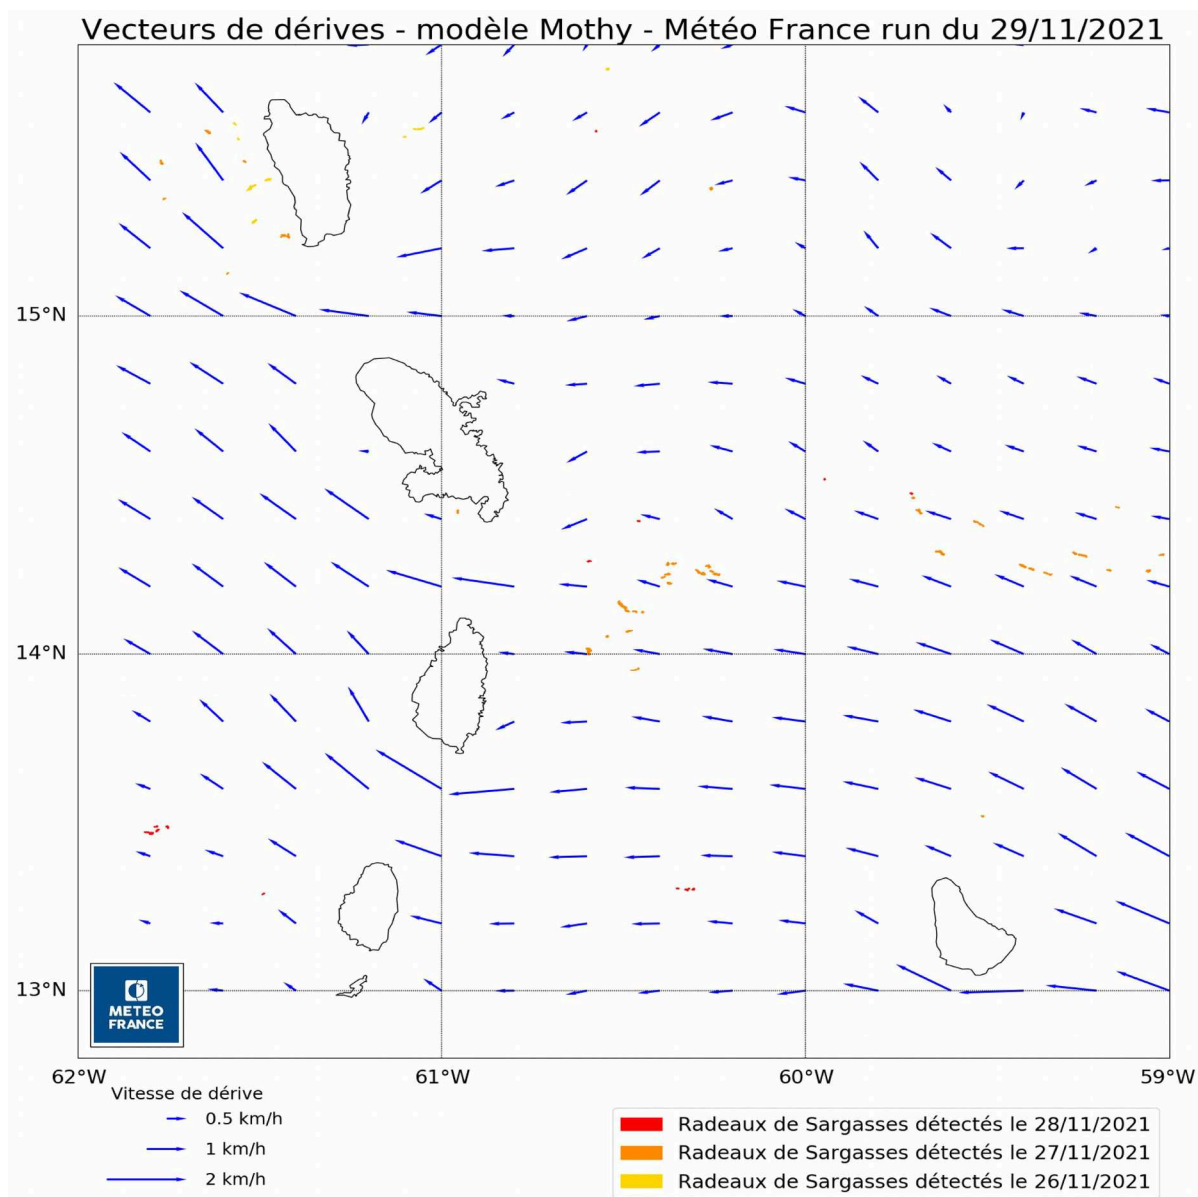 Vecteurs de dérives - modèle Mothy - Météo France run du 29/11/2021
15°N
14°N
13°N
METEO
FRANCE
62°W
61°W
60°W
59°W
Vitesse de dérive
0.5 km/h
1 km/h
2 km/h
Radeaux de Sargasses détectés le 28/11/2021
Radeaux de Sargasses détectés le 27/11/2021
Radeaux de Sargasses détectés le 26/11/2021